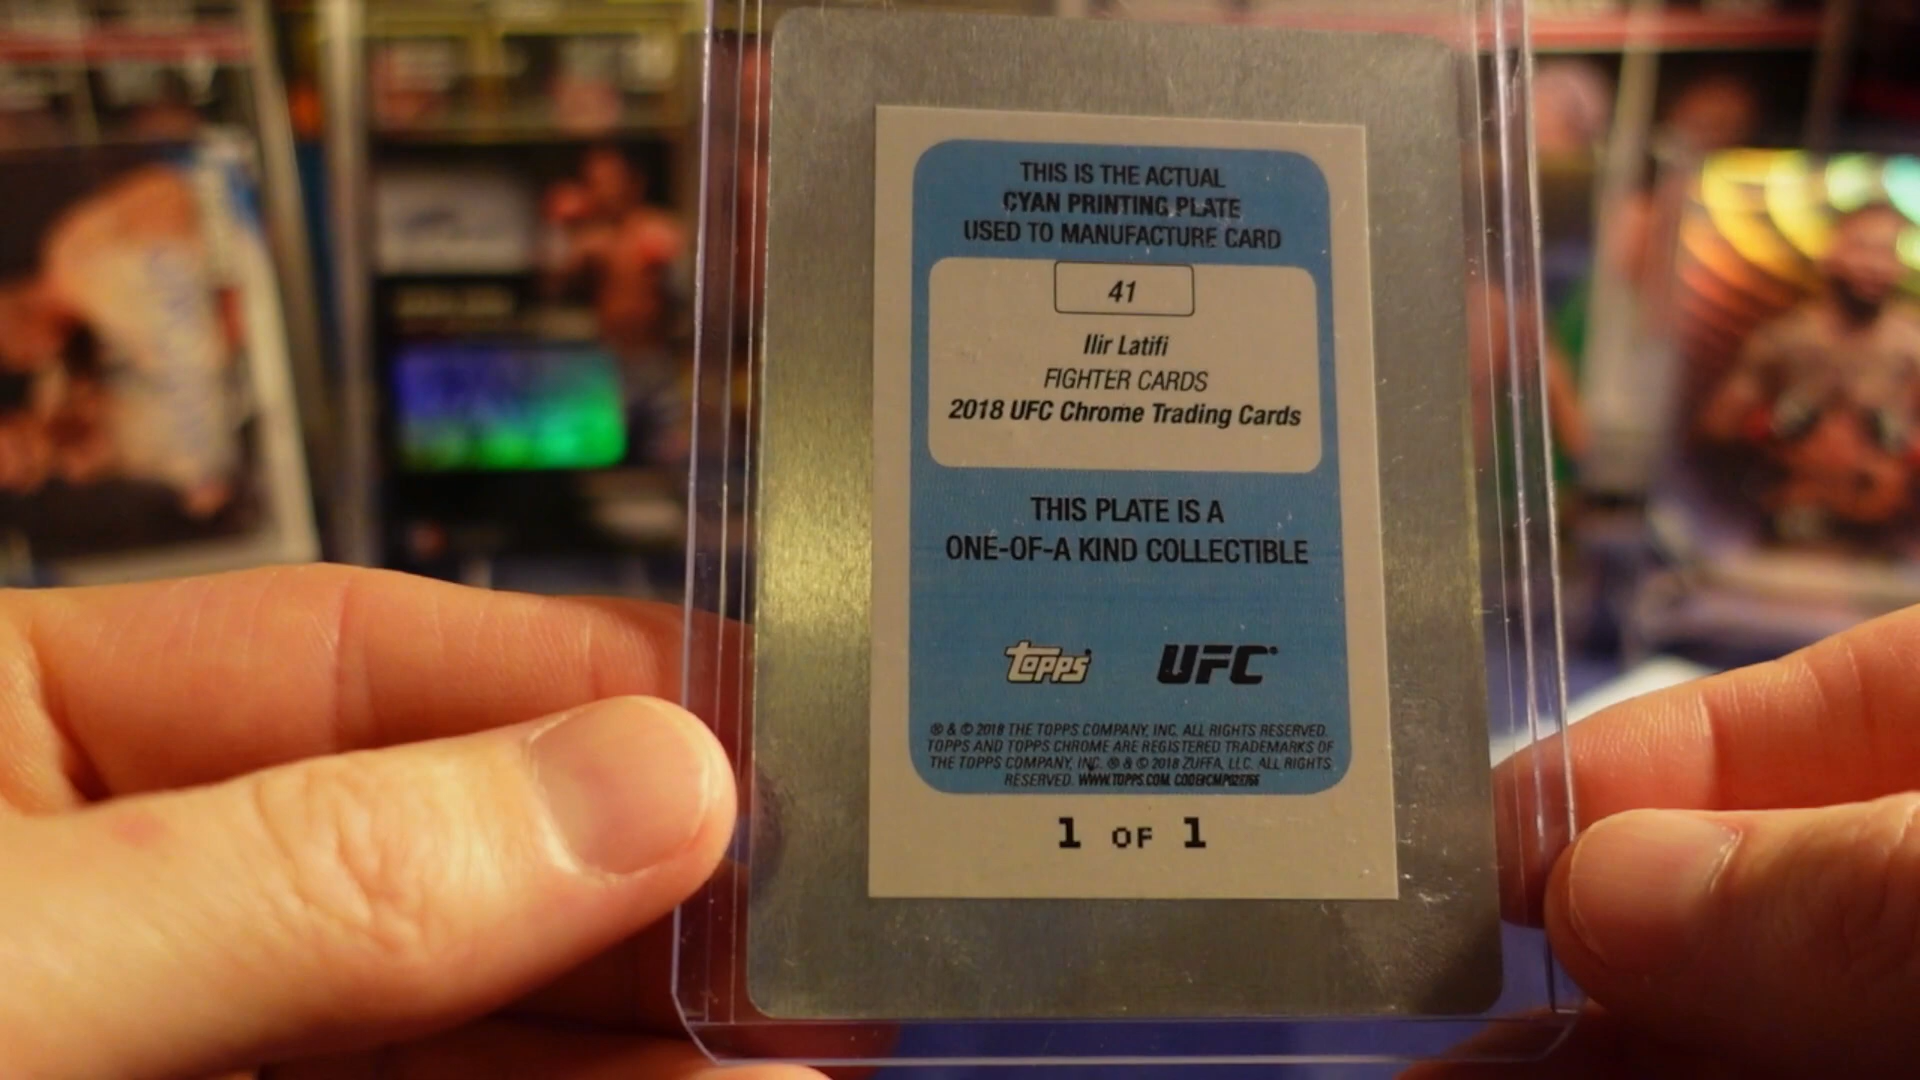 THIS IS THE ACTUAL
CYAN PRINTING PLATE
USED TO MANUFACTURE CARD
41
Ilir Latifi
FIGHTER CARDS
2018 UFC Chrome Trading Cards
THIS PLATE IS A
ONE-OF-A KIND COLLECTIBLE
topps UFC
® & © 2018 THE TOPPS COMPANY, INC. ALL RIGHTS RESERVED.
TOPPS AND TOPPS CHROME ARE REGISTERED TRADEMARKS OF
THE TOPPS COMPANY, INC. ® & © 2018 ZUFFA, LLC. ALL RIGHTS
RESERVED. WWW.TOPPS.COM.
1 OF 1